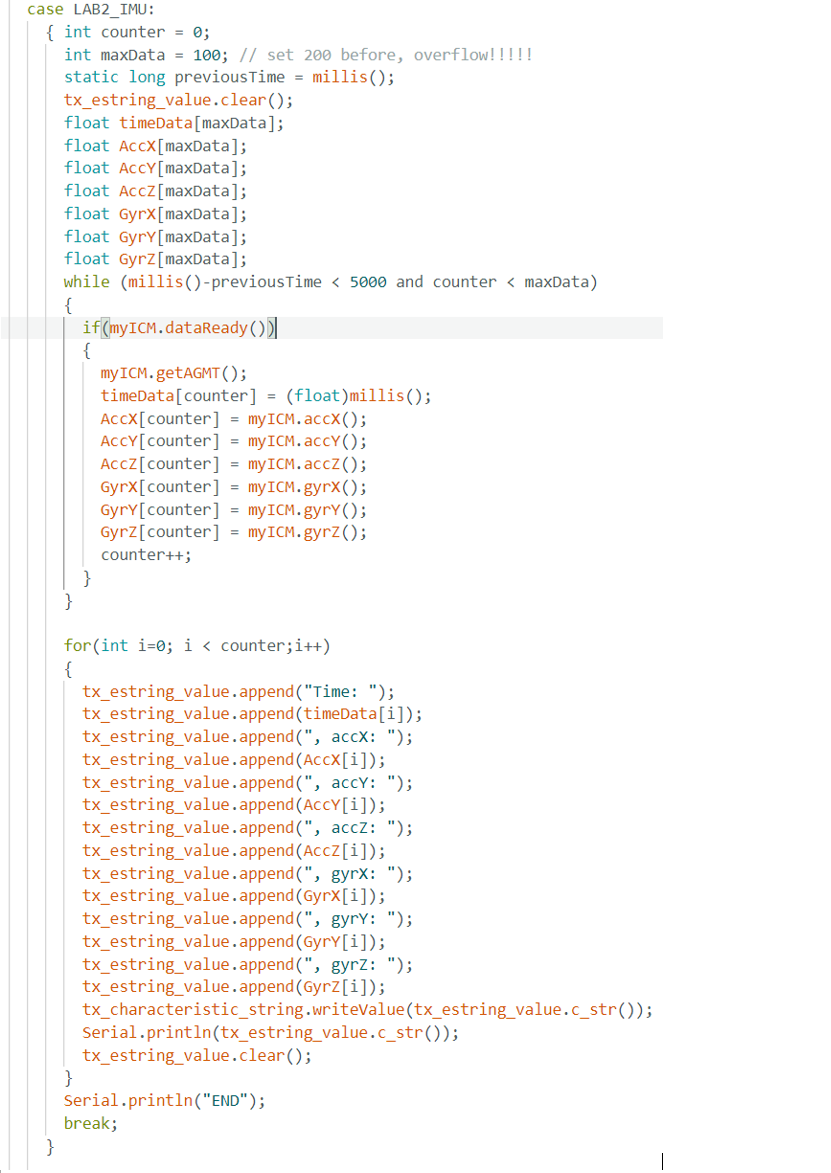 case LAB2_IMU:
{ int counter = 0;
int maxData = 100; // set 200 before, overflow!!!!!
static long previousTime = millis();
tx_estring_value.clear();
float timeData[maxData];
float AccX[maxData];
float AccY[maxData];
float AccZ[maxData];
float GyrX[maxData];
float GyrY[maxData];
float GyrZ[maxData];
while (millis()-previousTime < 5000 and counter < maxData)
{
if(myICM.dataReady())
{
myICM.getAGMT();
timeData[counter] = (float)millis();
AccX[counter] = myICM.accX();
AccY[counter] = myICM.accY();
AccZ[counter] = myICM.accZ();
GyrX[counter] = myICM.gyrX();
GyrY[counter] = myICM.gyrY();
GyrZ[counter] = myICM.gyrZ();
counter++;
}
}
for(int i=0; i < counter;i++)
{
tx_estring_value.append("Time: ");
tx_estring_value.append(timeData[i]);
tx_estring_value.append(", accX: ");
tx_estring_value.append(AccX[i]);
tx_estring_value.append(", accY: ");
tx_estring_value.append(AccY[i]);
tx_estring_value.append(", accZ: ");
tx_estring_value.append(AccZ[i]);
tx_estring_value.append(", gyrX: ");
tx_estring_value.append(GyrX[i]);
tx_estring_value.append(", gyrY: ");
tx_estring_value.append(GyrY[i]);
tx_estring_value.append(", gyrZ: ");
tx_estring_value.append(GyrZ[i]);
tx_characteristic_string.writeValue(tx_estring_value.c_str());
Serial.println(tx_estring_value.c_str());
tx_estring_value.clear();
}
Serial.println("END");
break;
}